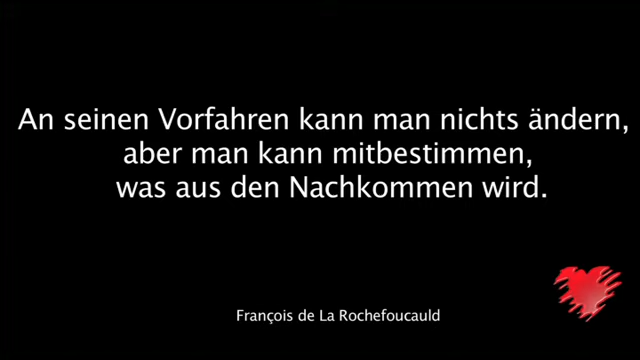 An seinen Vorfahren kann man nichts ändern,
aber man kann mitbestimmen,
was aus den Nachkommen wird.
François de La Rochefoucauld